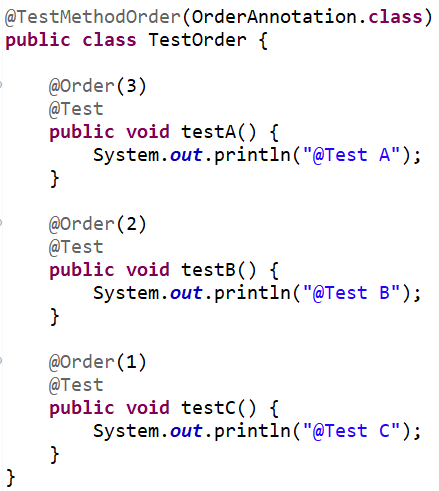 @TestMethodOrder(OrderAnnotation.class)
public class TestOrder {
@Order(3)
@Test
public void testA() {
System.out.println("@Test A");
}
@Order(2)
@Test
public void testB() {
System.out.println("@Test B");
}
@Order(1)
@Test
public void testC() {
System.out.println("@Test C");
}
}